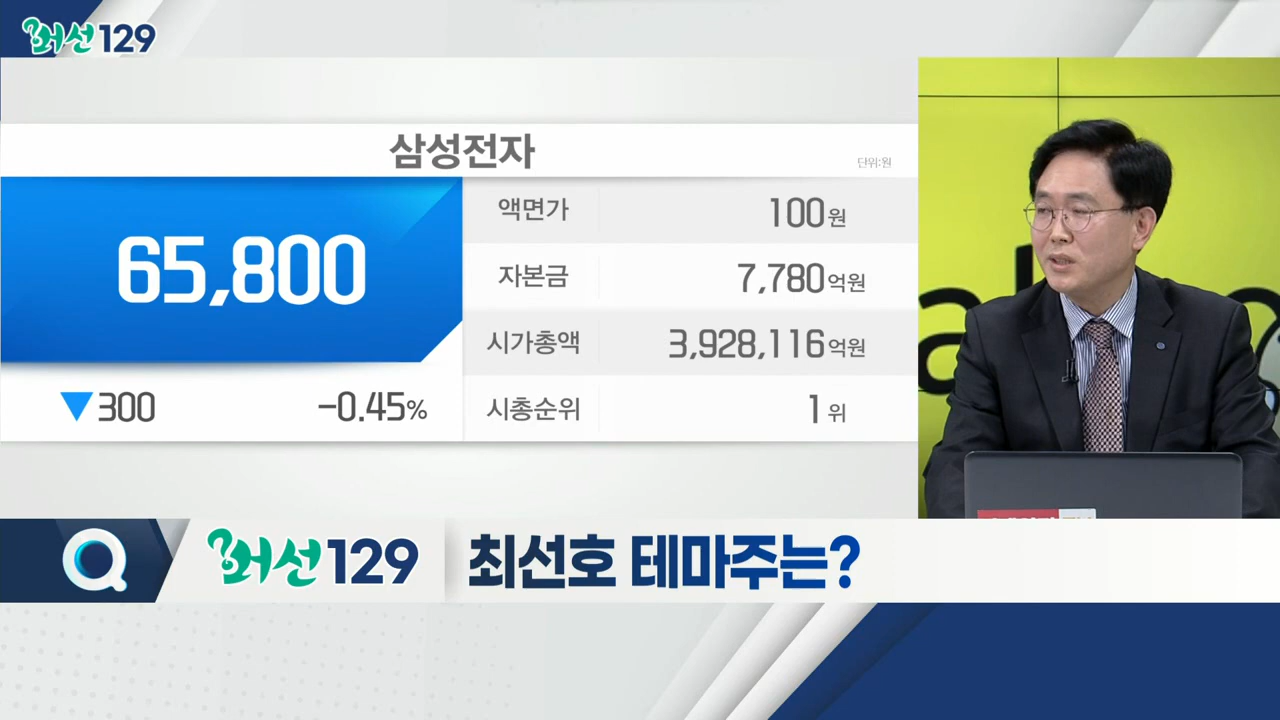 머선129
삼성전자
단위:원
65,800
▼300 -0.45%
액면가 100원
자본금 7,780억원
시가총액 3,928,116억원
시총순위 1위
Q 머선129 최선호 테마주는?